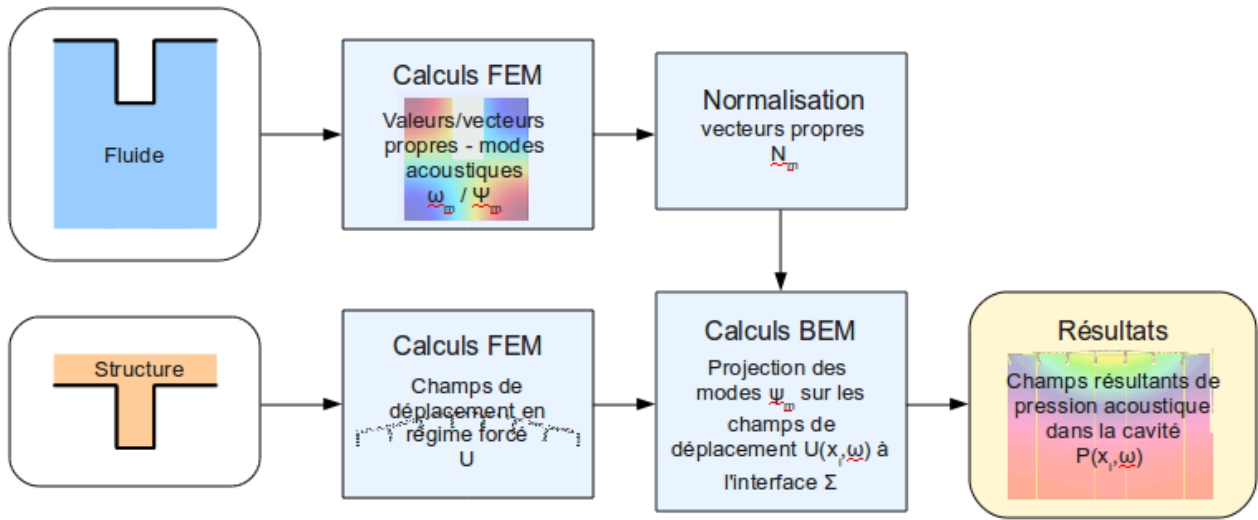 Fluide
Calculs FEM
Valeurs/vecteurs
propres - modes
acoustiques
ω_m / Ψ_m
Normalisation
vecteurs propres
N_m
Structure
Calculs FEM
Champs de
déplacement en
régime forcé
U
Calculs BEM
Projection des
modes ψ_m sur les
champs de
déplacement U(x_i,ω) à
l'interface Σ
Résultats
Champs résultants de
pression acoustique
dans la cavité
P(x_i,ω)